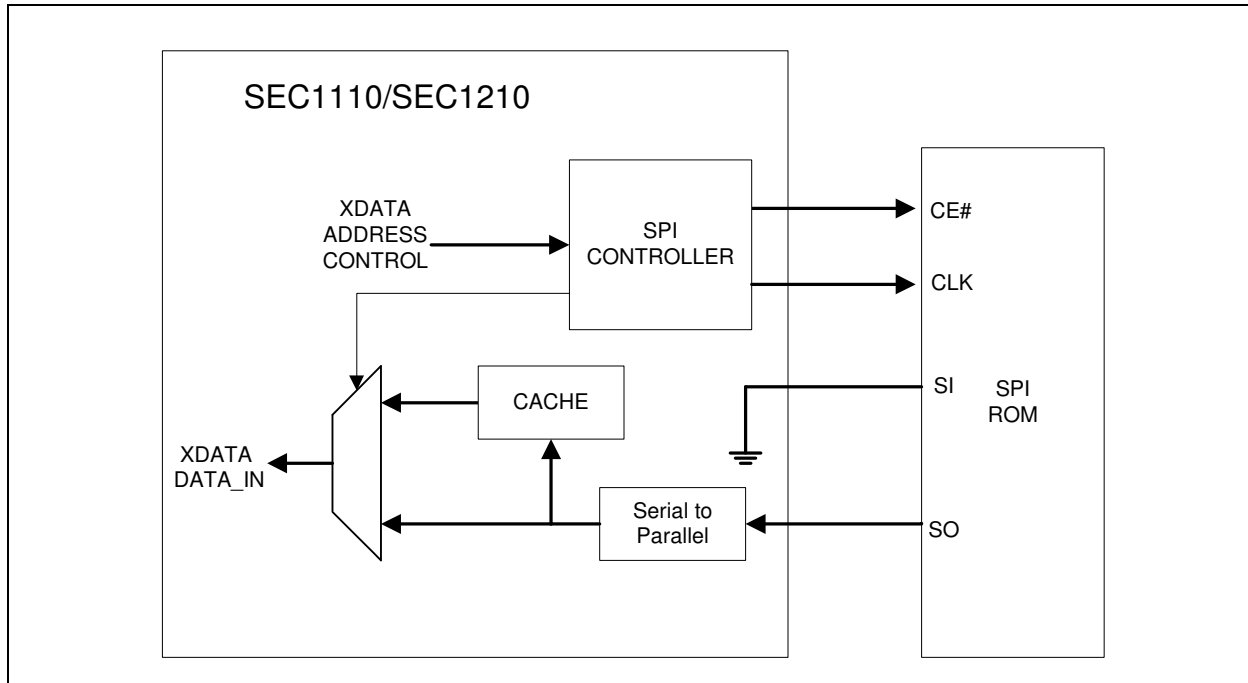 SEC1110/SEC1210
XDATA
ADDRESS
CONTROL
SPI
CONTROLLER
CE#
CLK
SI
SPI
ROM
CACHE
XDATA
DATA_IN
Serial to
Parallel
SO